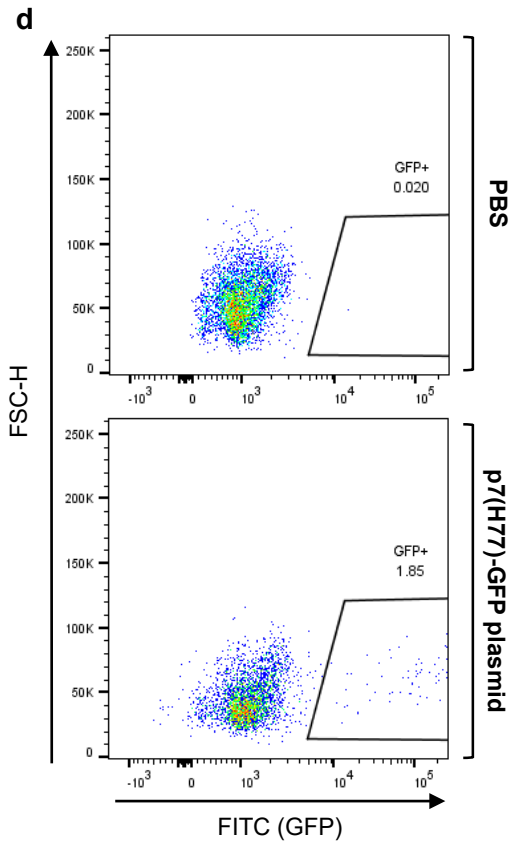 d
FSC-H
250K
200K
150K
100K
50K
0
GFP+
0.020
-10³
0
10³
10⁴
10⁵
PBS
250K
200K
150K
100K
50K
0
GFP+
1.85
-10³
0
10³
10⁴
10⁵
p7(H77)-GFP plasmid
FITC (GFP)